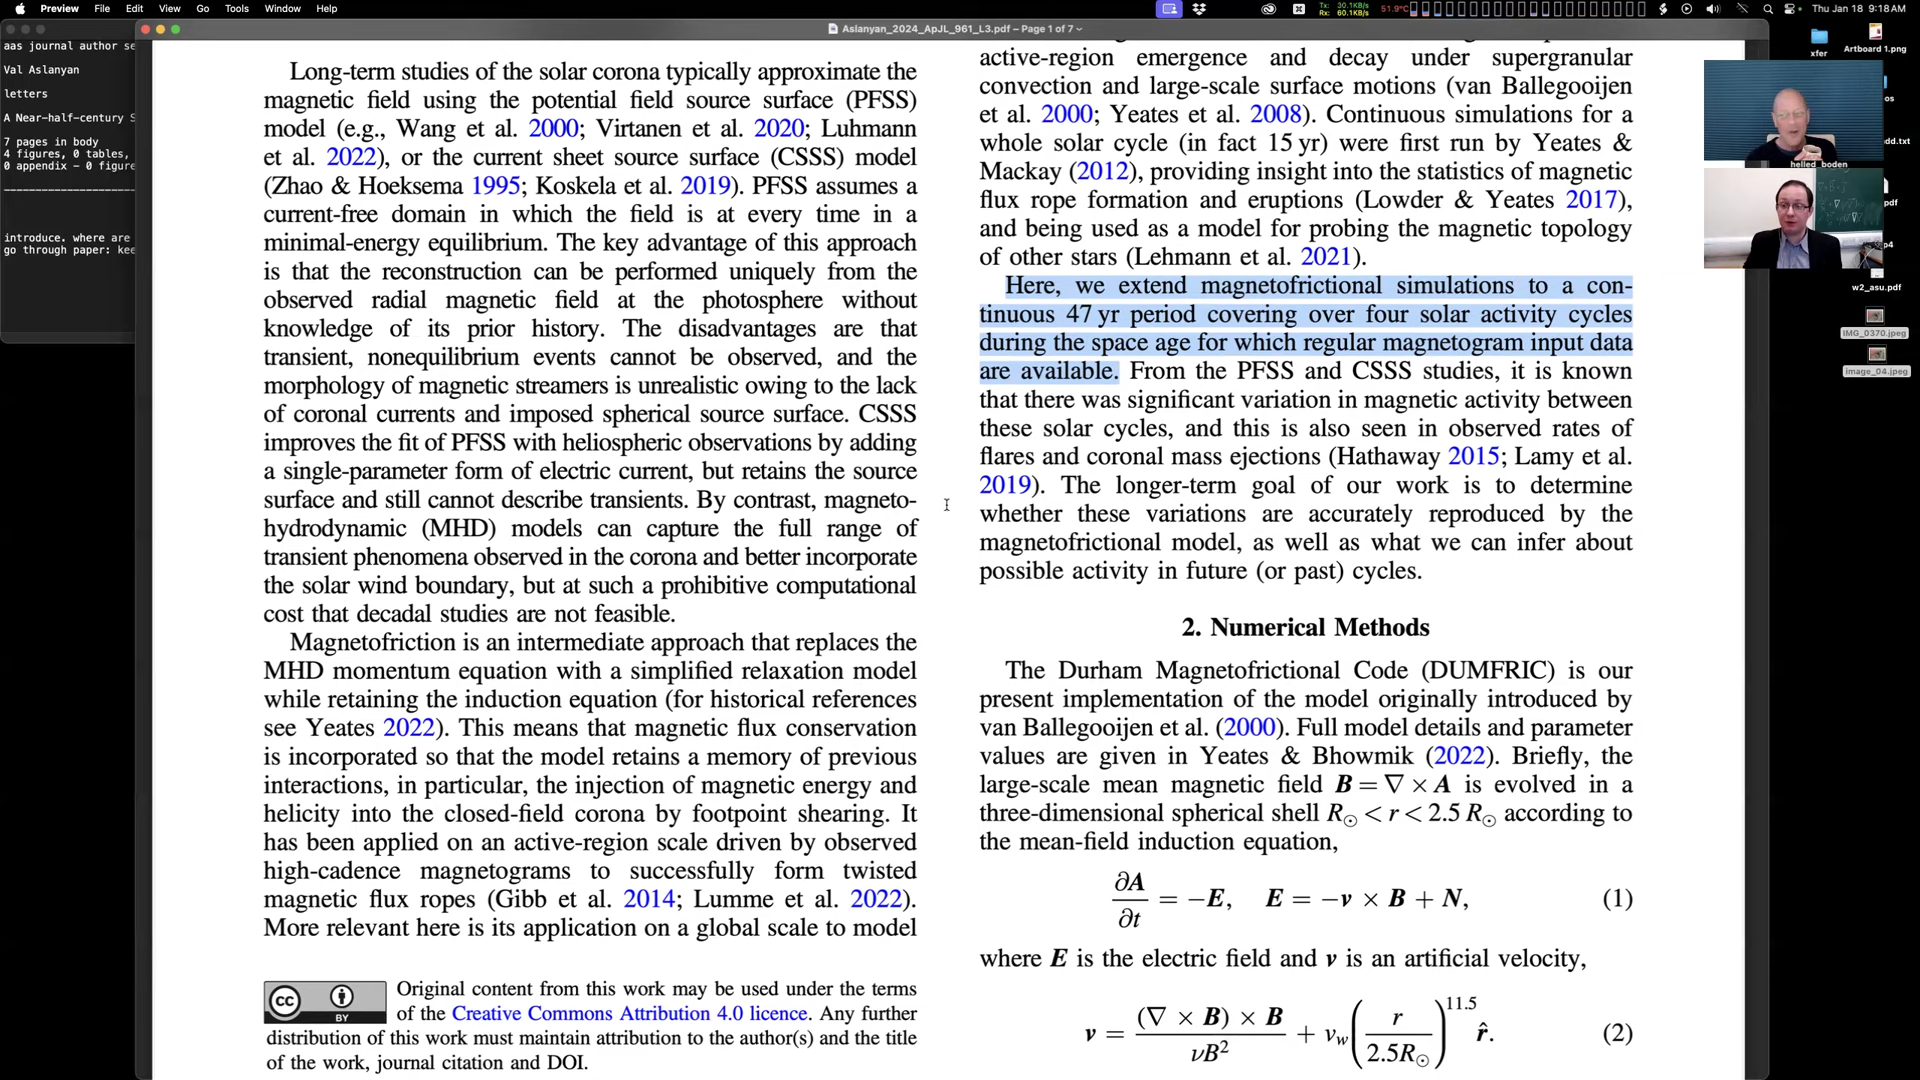 Preview File Edit View Go Tools Window Help
Tx: 30.1KB/s
Rx: 60.1KB/s
51.9°C
Thu Jan 18 9:18 AM
Aslanyan_2024_ApJL_961_L3.pdf – Page 1 of 7
aas journal author se
Val Aslanyan
letters
A Near-half-century S
7 pages in body
4 figures, 0 tables,
0 appendix – 0 figure
introduce. where are
go through paper: kee
Long-term studies of the solar corona typically approximate the
magnetic field using the potential field source surface (PFSS)
model (e.g., Wang et al. 2000; Virtanen et al. 2020; Luhmann
et al. 2022), or the current sheet source surface (CSSS) model
(Zhao & Hoeksema 1995; Koskela et al. 2019). PFSS assumes a
current-free domain in which the field is at every time in a
minimal-energy equilibrium. The key advantage of this approach
is that the reconstruction can be performed uniquely from the
observed radial magnetic field at the photosphere without
knowledge of its prior history. The disadvantages are that
transient, nonequilibrium events cannot be observed, and the
morphology of magnetic streamers is unrealistic owing to the lack
of coronal currents and imposed spherical source surface. CSSS
improves the fit of PFSS with heliospheric observations by adding
a single-parameter form of electric current, but retains the source
surface and still cannot describe transients. By contrast, magneto-
hydrodynamic (MHD) models can capture the full range of
transient phenomena observed in the corona and better incorporate
the solar wind boundary, but at such a prohibitive computational
cost that decadal studies are not feasible.
Magnetofriction is an intermediate approach that replaces the
MHD momentum equation with a simplified relaxation model
while retaining the induction equation (for historical references
see Yeates 2022). This means that magnetic flux conservation
is incorporated so that the model retains a memory of previous
interactions, in particular, the injection of magnetic energy and
helicity into the closed-field corona by footpoint shearing. It
has been applied on an active-region scale driven by observed
high-cadence magnetograms to successfully form twisted
magnetic flux ropes (Gibb et al. 2014; Lumme et al. 2022).
More relevant here is its application on a global scale to model
cc BY
Original content from this work may be used under the terms
of the Creative Commons Attribution 4.0 licence. Any further
distribution of this work must maintain attribution to the author(s) and the title
of the work, journal citation and DOI.
active-region emergence and decay under supergranular
convection and large-scale surface motions (van Ballegooijen
et al. 2000; Yeates et al. 2008). Continuous simulations for a
whole solar cycle (in fact 15 yr) were first run by Yeates &
Mackay (2012), providing insight into the statistics of magnetic
flux rope formation and eruptions (Lowder & Yeates 2017),
and being used as a model for probing the magnetic topology
of other stars (Lehmann et al. 2021).
Here, we extend magnetofrictional simulations to a con-
tinuous 47 yr period covering over four solar activity cycles
during the space age for which regular magnetogram input data
are available. From the PFSS and CSSS studies, it is known
that there was significant variation in magnetic activity between
these solar cycles, and this is also seen in observed rates of
flares and coronal mass ejections (Hathaway 2015; Lamy et al.
2019). The longer-term goal of our work is to determine
whether these variations are accurately reproduced by the
magnetofrictional model, as well as what we can infer about
possible activity in future (or past) cycles.
2. Numerical Methods
The Durham Magnetofrictional Code (DUMFRIC) is our
present implementation of the model originally introduced by
van Ballegooijen et al. (2000). Full model details and parameter
values are given in Yeates & Bhowmik (2022). Briefly, the
large-scale mean magnetic field B = ∇ × A is evolved in a
three-dimensional spherical shell R⊙ < r < 2.5 R⊙ according to
the mean-field induction equation,
∂A/∂t = −E, E = −v × B + N, (1)
where E is the electric field and v is an artificial velocity,
v = (∇ × B) × B / νB² + v_w (r / 2.5R⊙)^11.5 r̂. (2)
xfer
Artboard 1.png
helled_boden
w2_asu.pdf
IMG_0370.jpeg
image_04.jpeg